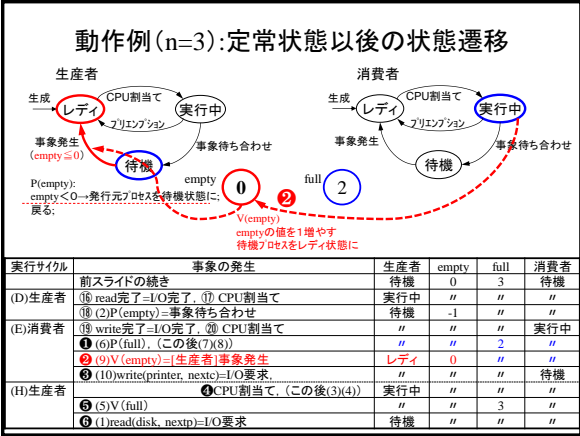 動作例(n=3):定常状態以後の状態遷移
生産者
消費者
生成
レディ
CPU割当て
実行中
プリエンプション
事象発生
(empty≦0)
事象待ち合わせ
待機
生成
レディ
CPU割当て
実行中
プリエンプション
事象発生
事象待ち合わせ
待機
P(empty):
empty<0→発行元プロセスを待機状態に;
戻る;
empty
0
full
2
❷
V(empty)
emptyの値を1増やす
待機プロセスをレディ状態に
実行サイクル 事象の発生 生産者 empty full 消費者
前スライドの続き 待機 0 3 待機
(D)生産者 ⑯ read完了=I/O完了, ⑰ CPU割当て 実行中 〃 〃 〃
⑱ (2)P(empty)=事象待ち合わせ 待機 -1 〃 〃
(E)消費者 ⑲ write完了=I/O完了, ⑳ CPU割当て 〃 〃 〃 実行中
❶ (6)P(full), (この後(7)(8)) 〃 〃 2 〃
❷ (9)V(empty)=[生産者]事象発生 レディ 0 〃 〃
❸ (10)write(printer, nextc)=I/O要求, 〃 〃 〃 待機
(H)生産者 ❹CPU割当て, (この後(3)(4)) 実行中 〃 〃 〃
❺ (5)V(full) 〃 〃 3 〃
❻ (1)read(disk, nextp)=I/O要求 待機 〃 〃 〃